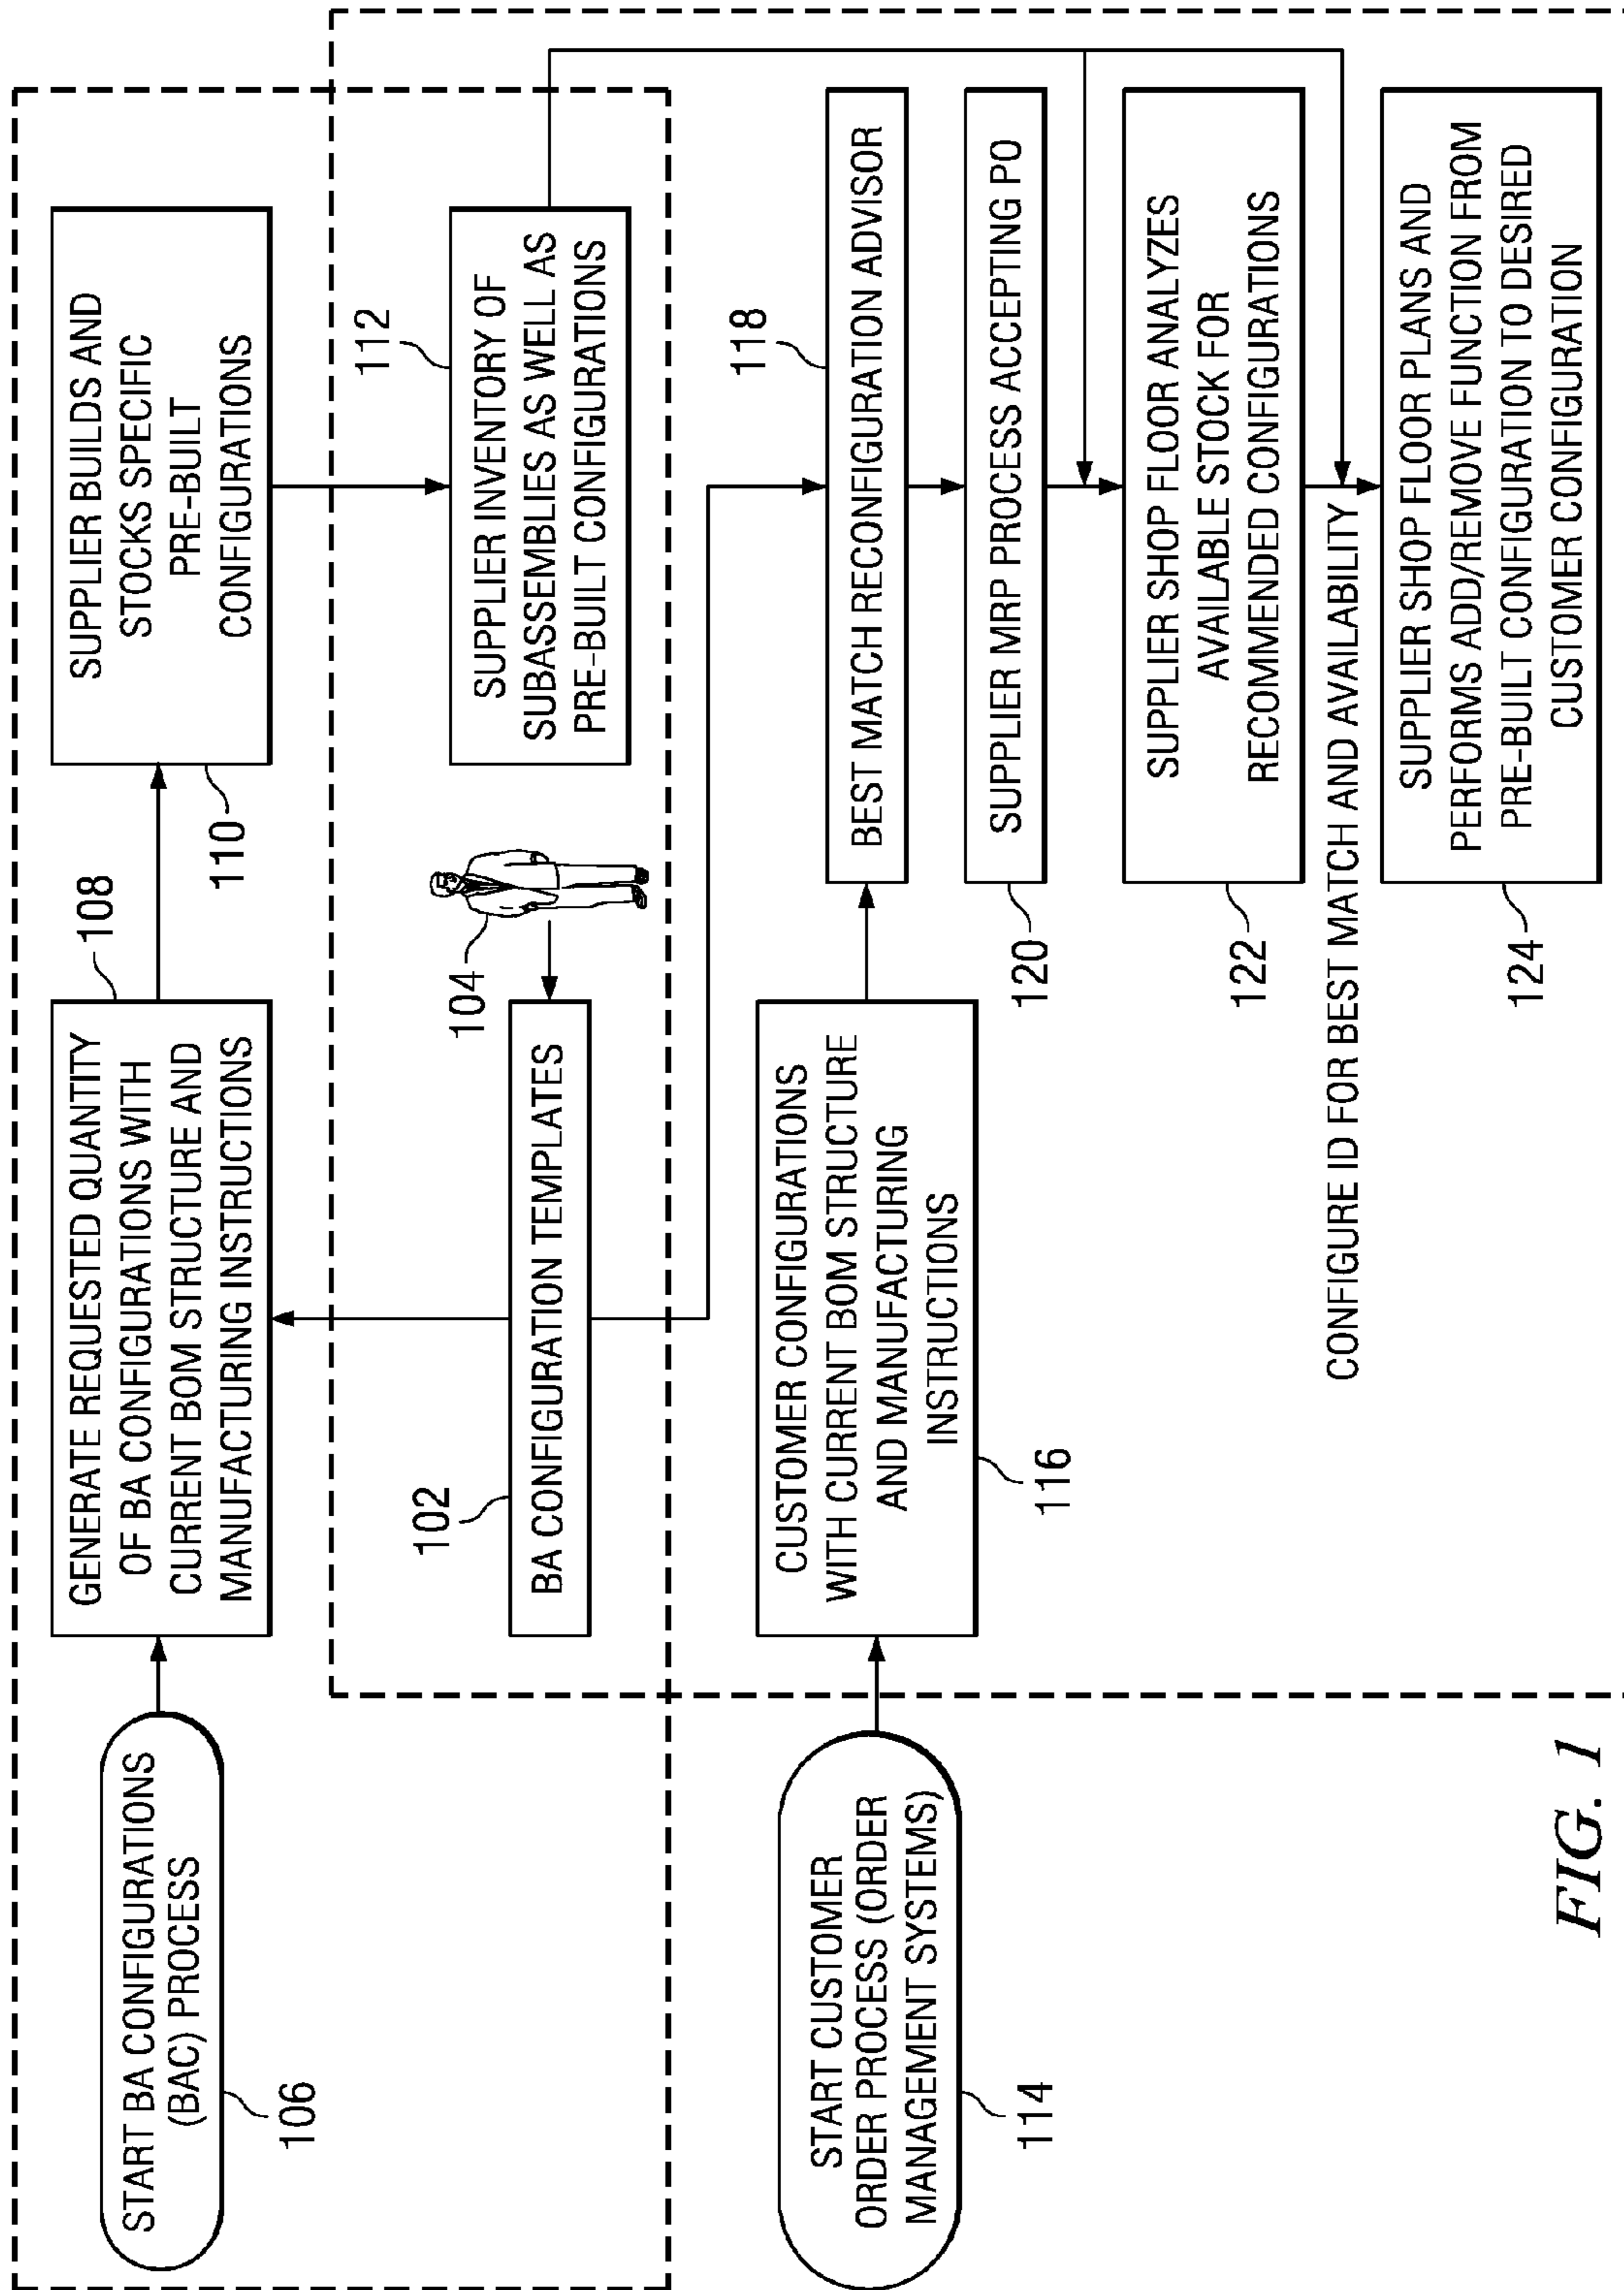 START BA CONFIGURATIONS
(BAC) PROCESS
106
GENERATE REQUESTED QUANTITY
OF BA CONFIGURATIONS WITH
CURRENT BOM STRUCTURE AND
MANUFACTURING INSTRUCTIONS
108
SUPPLIER BUILDS AND
STOCKS SPECIFIC
PRE-BUILT
CONFIGURATIONS
110
102
BA CONFIGURATION TEMPLATES
104
112
SUPPLIER INVENTORY OF
SUBASSEMBLIES AS WELL AS
PRE-BUILT CONFIGURATIONS
START CUSTOMER
ORDER PROCESS (ORDER
MANAGEMENT SYSTEMS)
114
CUSTOMER CONFIGURATIONS
WITH CURRENT BOM STRUCTURE
AND MANUFACTURING
INSTRUCTIONS
116
118
BEST MATCH RECONFIGURATION ADVISOR
SUPPLIER MRP PROCESS ACCEPTING PO
120
SUPPLIER SHOP FLOOR ANALYZES
AVAILABLE STOCK FOR
RECOMMENDED CONFIGURATIONS
122
CONFIGURE ID FOR BEST MATCH AND AVAILABILITY
SUPPLIER SHOP FLOOR PLANS AND
PERFORMS ADD/REMOVE FUNCTION FROM
PRE-BUILT CONFIGURATION TO DESIRED
CUSTOMER CONFIGURATION
124
FIG. 1